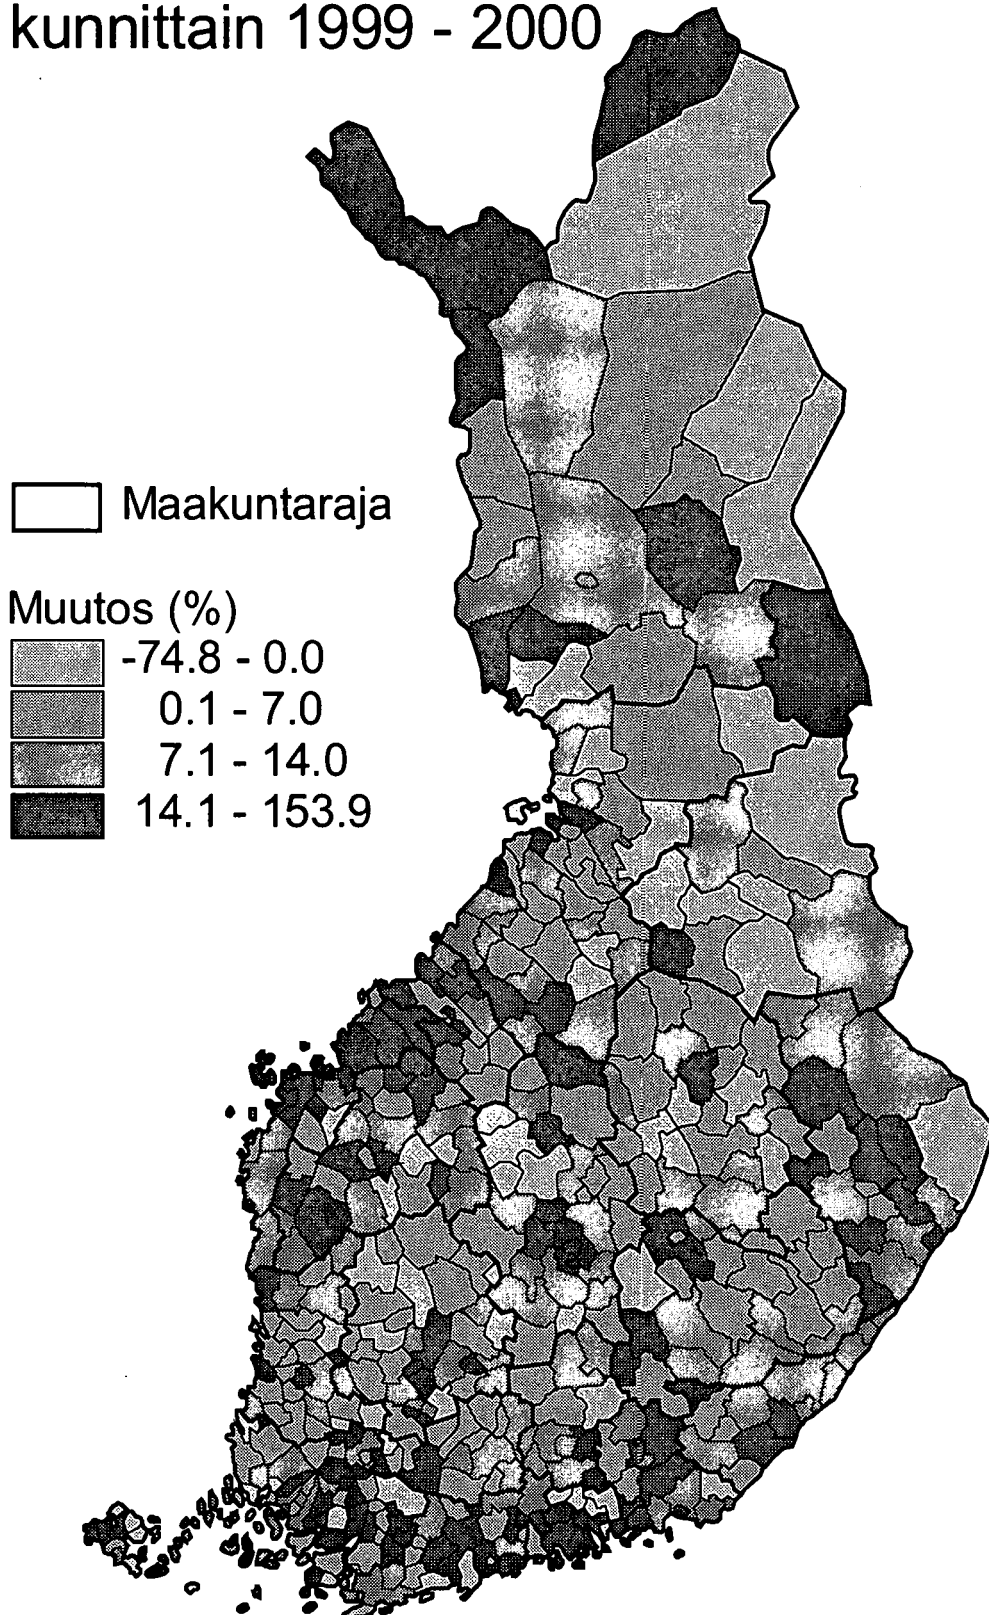 kunnittain 1999 - 2000
Maakuntaraja
Muutos (%)
-74.8 - 0.0
0.1 - 7.0
7.1 - 14.0
14.1 - 153.9